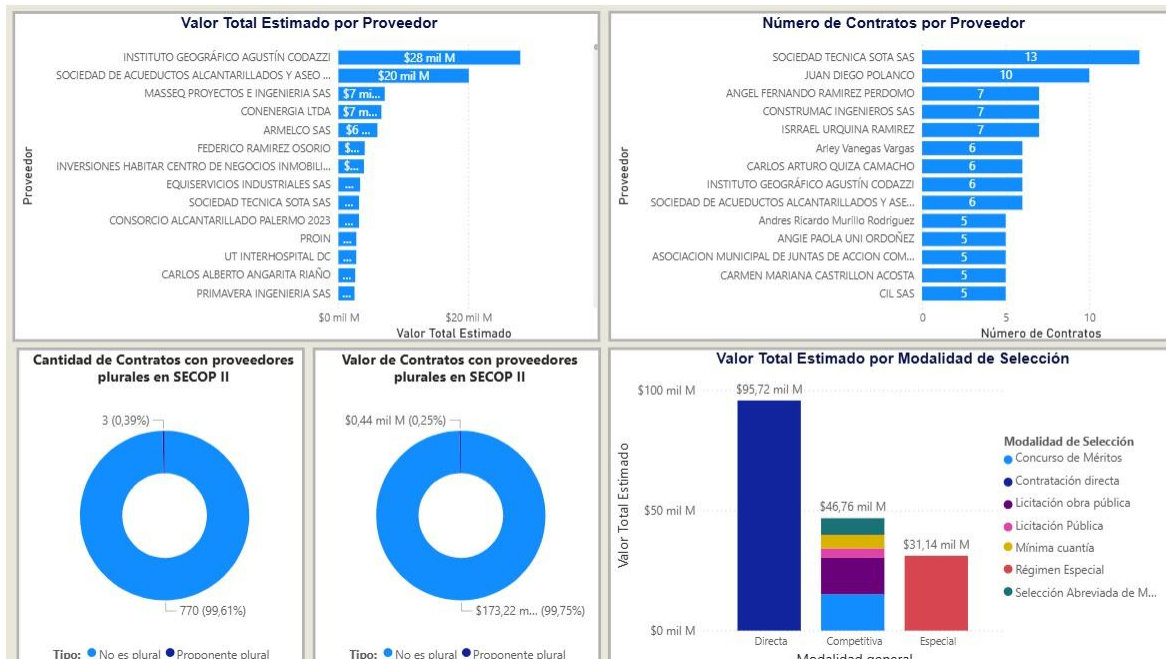 Valor Total Estimado por Proveedor
Proveedor
INSTITUTO GEOGRÁFICO AGUSTÍN CODAZZI $28 mil M
SOCIEDAD DE ACUEDUCTOS ALCANTARILLADOS Y ASEO ... $20 mil M
MASSEQ PROYECTOS E INGENIERIA SAS $7 mi...
CONENERGIA LTDA $7 m...
ARMELCO SAS $6 ...
FEDERICO RAMIREZ OSORIO $...
INVERSIONES HABITAR CENTRO DE NEGOCIOS INMOBILI... $...
EQUISERVICIOS INDUSTRIALES SAS ...
SOCIEDAD TECNICA SOTA SAS ...
CONSORCIO ALCANTARILLADO PALERMO 2023 ...
PROIN ...
UT INTERHOSPITAL DC ...
CARLOS ALBERTO ANGARITA RIAÑO ...
PRIMAVERA INGENIERIA SAS ...
$0 mil M $20 mil M
Valor Total Estimado
Número de Contratos por Proveedor
Proveedor
SOCIEDAD TECNICA SOTA SAS 13
JUAN DIEGO POLANCO 10
ANGEL FERNANDO RAMIREZ PERDOMO 7
CONSTRUMAC INGENIEROS SAS 7
ISRRAEL URQUINA RAMIREZ 7
Arley Vanegas Vargas 6
CARLOS ARTURO QUIZA CAMACHO 6
INSTITUTO GEOGRÁFICO AGUSTÍN CODAZZI 6
SOCIEDAD DE ACUEDUCTOS ALCANTARILLADOS Y ASE... 6
Andres Ricardo Murillo Rodriguez 5
ANGIE PAOLA UNI ORDOÑEZ 5
ASOCIACION MUNICIPAL DE JUNTAS DE ACCION COM... 5
CARMEN MARIANA CASTRILLON ACOSTA 5
CIL SAS 5
0 5 10
Número de Contratos
Cantidad de Contratos con proveedores
plurales en SECOP II
3 (0,39%)
770 (99,61%)
Tipo: No es plural Proponente plural
Valor de Contratos con proveedores
plurales en SECOP II
$0,44 mil M (0,25%)
$173,22 m... (99,75%)
Tipo: No es plural Proponente plural
Valor Total Estimado por Modalidad de Selección
Valor Total Estimado
$100 mil M
$50 mil M
$0 mil M
$95,72 mil M
$46,76 mil M
$31,14 mil M
Directa Competitiva Especial
Modalidad general
Modalidad de Selección
Concurso de Méritos
Contratación directa
Licitación obra pública
Licitación Pública
Mínima cuantía
Régimen Especial
Selección Abreviada de M...